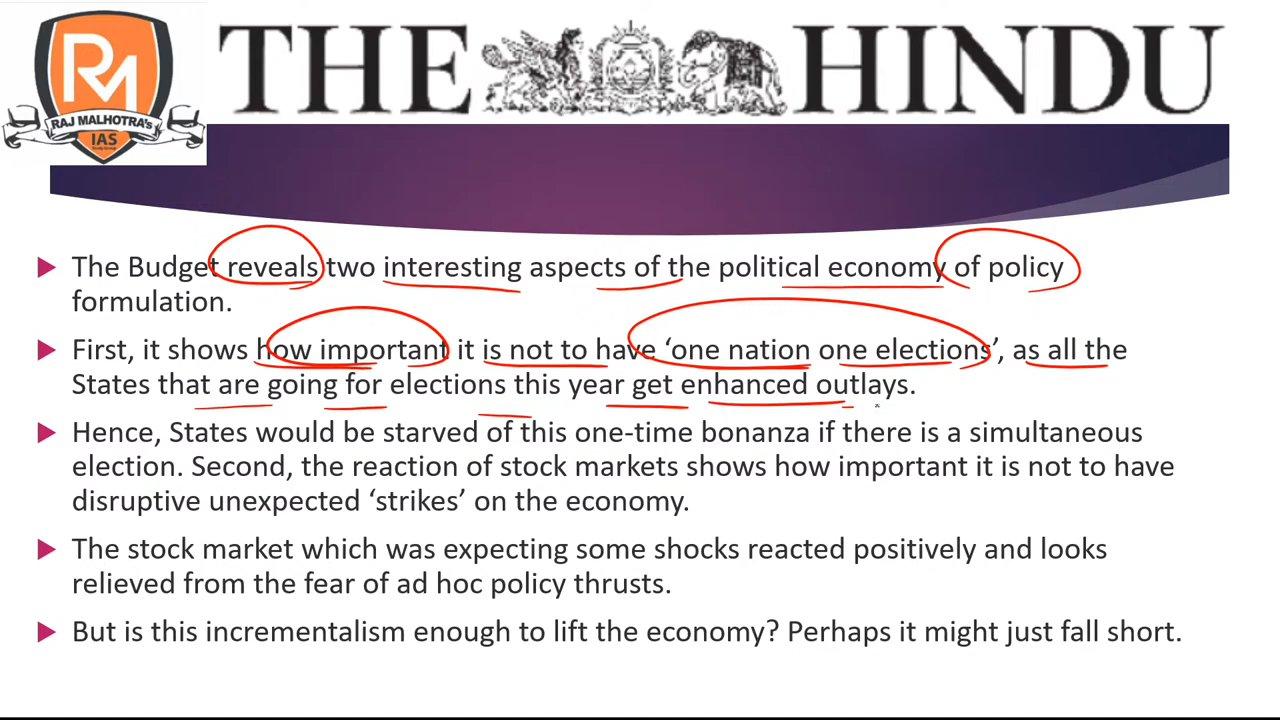 RM
RAJ MALHOTRA's
IAS
THE HINDU
The Budget reveals two interesting aspects of the political economy of policy
formulation.
First, it shows how important it is not to have ‘one nation one elections’, as all the
States that are going for elections this year get enhanced outlays.
Hence, States would be starved of this one-time bonanza if there is a simultaneous
election. Second, the reaction of stock markets shows how important it is not to have
disruptive unexpected ‘strikes’ on the economy.
The stock market which was expecting some shocks reacted positively and looks
relieved from the fear of ad hoc policy thrusts.
But is this incrementalism enough to lift the economy? Perhaps it might just fall short.